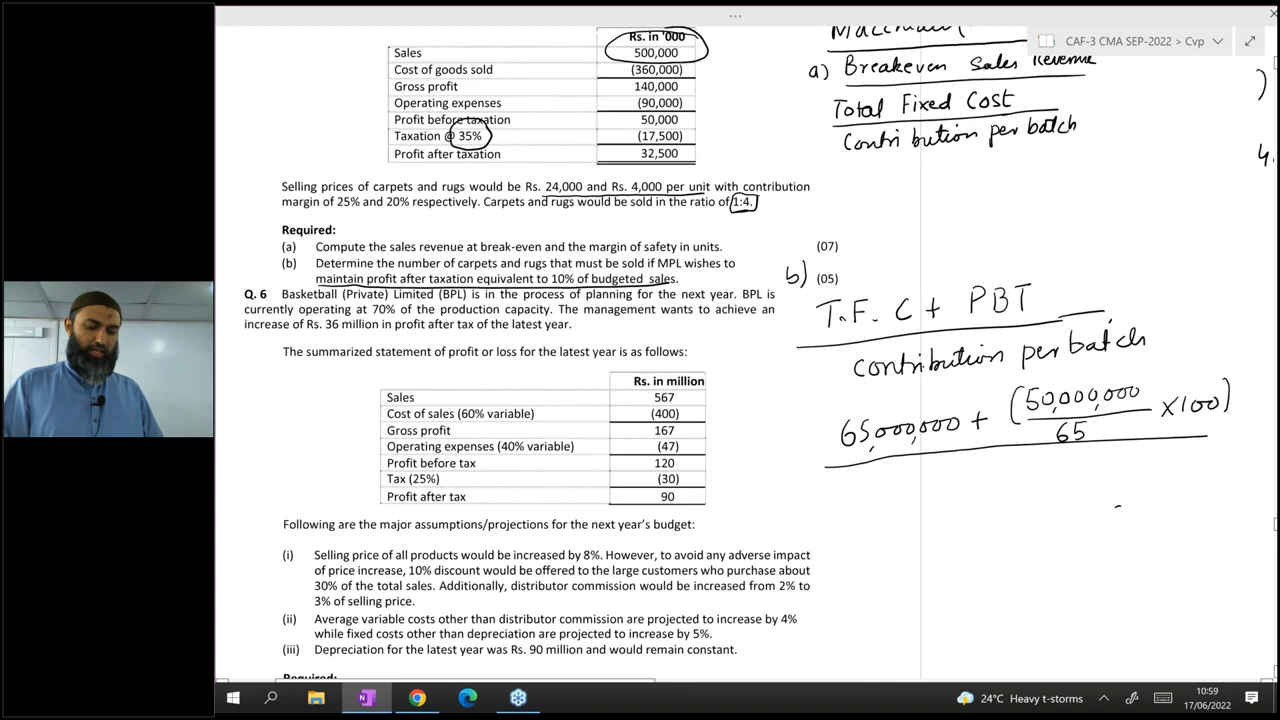 ...
CAF-3 CMA SEP-2022 > Cvp
Rs. in '000
Sales 500,000
Cost of goods sold (360,000)
Gross profit 140,000
Operating expenses (90,000)
Profit before taxation 50,000
Taxation @ 35% (17,500)
Profit after taxation 32,500
Selling prices of carpets and rugs would be Rs. 24,000 and Rs. 4,000 per unit with contribution
margin of 25% and 20% respectively. Carpets and rugs would be sold in the ratio of 1:4.
Required:
(a) Compute the sales revenue at break-even and the margin of safety in units. (07)
(b) Determine the number of carpets and rugs that must be sold if MPL wishes to
maintain profit after taxation equivalent to 10% of budgeted sales. (05)
Q. 6 Basketball (Private) Limited (BPL) is in the process of planning for the next year. BPL is
currently operating at 70% of the production capacity. The management wants to achieve an
increase of Rs. 36 million in profit after tax of the latest year.
The summarized statement of profit or loss for the latest year is as follows:
Rs. in million
Sales 567
Cost of sales (60% variable) (400)
Gross profit 167
Operating expenses (40% variable) (47)
Profit before tax 120
Tax (25%) (30)
Profit after tax 90
Following are the major assumptions/projections for the next year's budget:
(i) Selling price of all products would be increased by 8%. However, to avoid any adverse impact
of price increase, 10% discount would be offered to the large customers who purchase about
30% of the total sales. Additionally, distributor commission would be increased from 2% to
3% of selling price.
(ii) Average variable costs other than distributor commission are projected to increase by 4%
while fixed costs other than depreciation are projected to increase by 5%.
(iii) Depreciation for the latest year was Rs. 90 million and would remain constant.
Required:
a) Breakeven Sales Revenue
Total Fixed Cost
Contribution per batch
)
4.
b)
T.F.C + PBT
contribution per batch
65,000,000 + (50,000,000
65 ×100)
24°C Heavy t-storms
10:59
17/06/2022